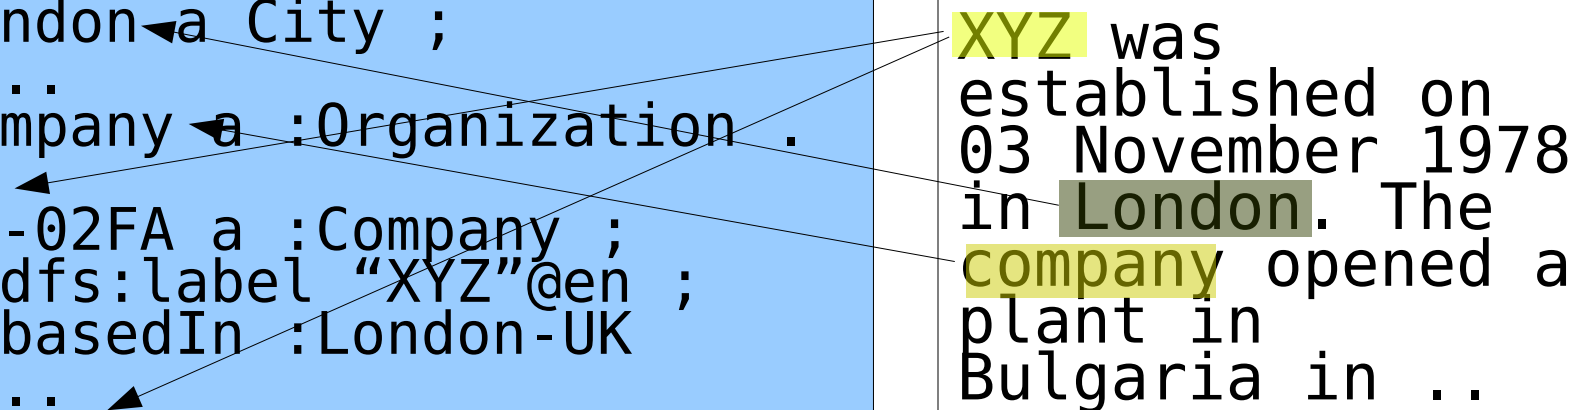 ndon a City ;
..
mpany a :Organization .
-02FA a :Company ;
dfs:label “XYZ”@en ;
basedIn :London-UK
..
XYZ was
established on
03 November 1978
in London. The
company opened a
plant in
Bulgaria in ..